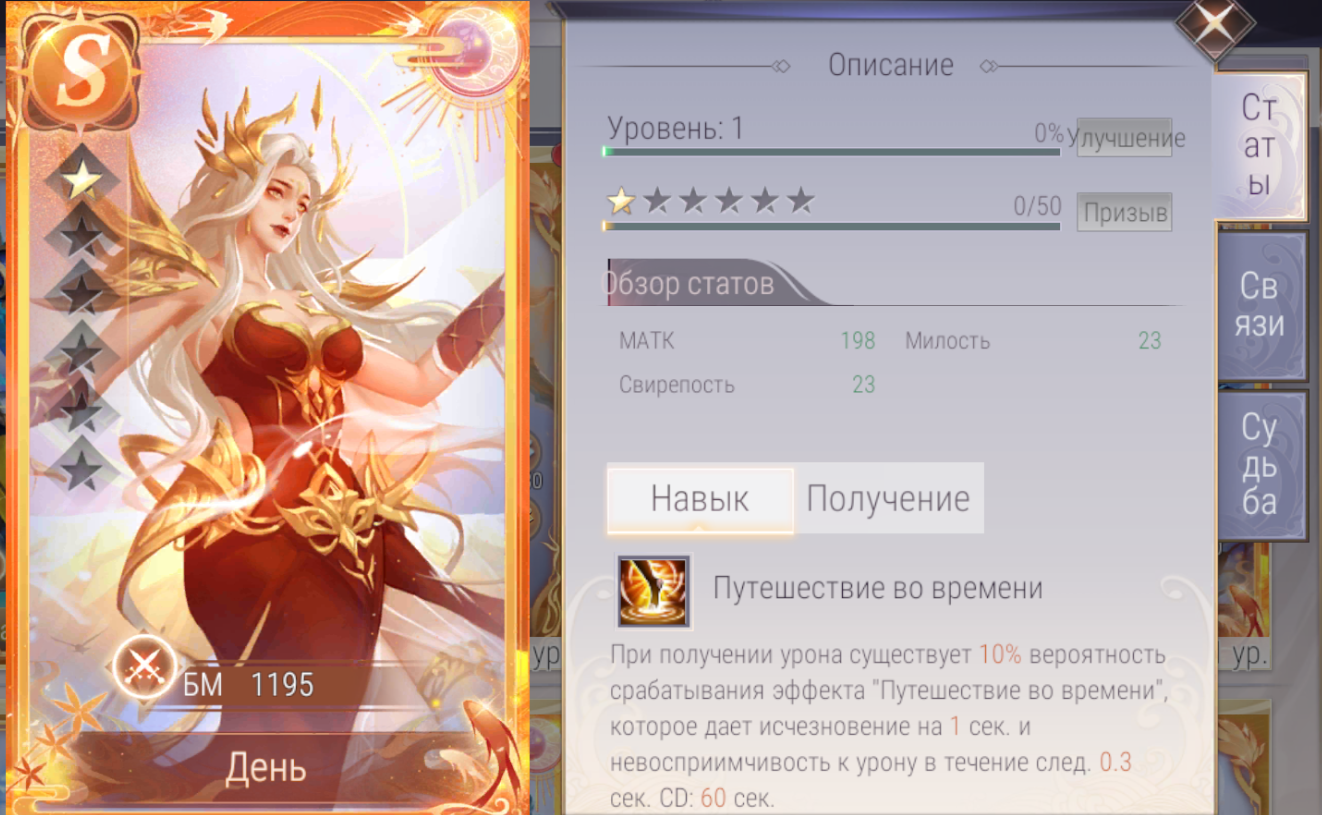 S
БМ 1195
День
Описание
Уровень: 1
0%
Улучшение
0/50
Призыв
Обзор статов
МАТК 198 Милость 23
Свирепость 23
Навык Получение
Путешествие во времени
При получении урона существует 10% вероятность
срабатывания эффекта "Путешествие во времени",
которое дает исчезновение на 1 сек. и
невосприимчивость к урону в течение след. 0.3
сек. CD: 60 сек.
Ст
ат
ы
Св
язи
Су
дь
ба
ур
ур.